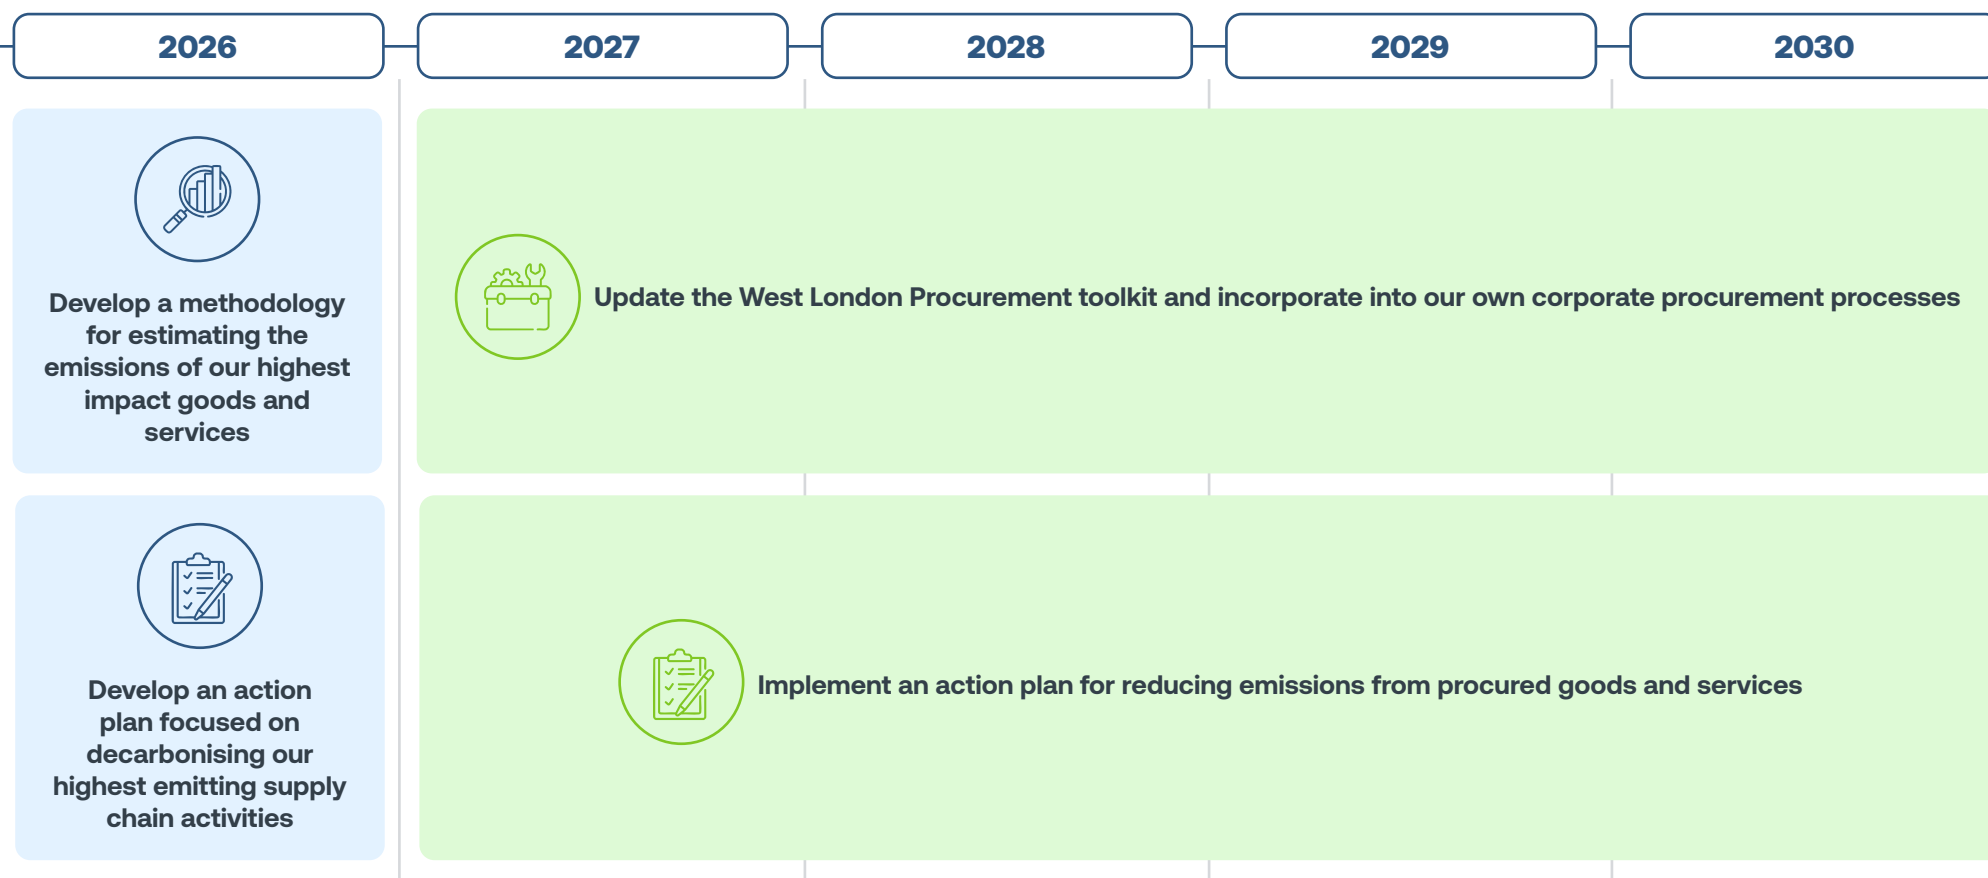 2026
2027
2028
2029
2030
Develop a methodology
for estimating the
emissions of our highest
impact goods and
services
Update the West London Procurement toolkit and incorporate into our own corporate procurement processes
Develop an action
plan focused on
decarbonising our
highest emitting supply
chain activities
Implement an action plan for reducing emissions from procured goods and services